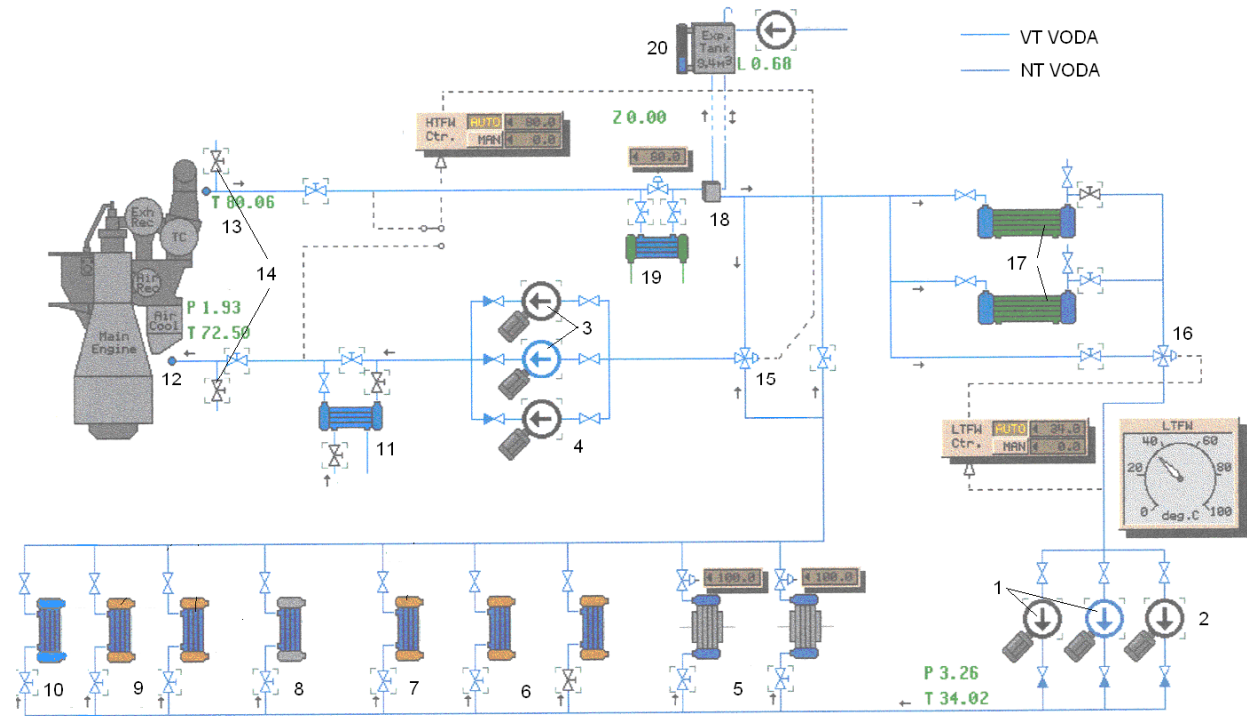 20
Exp.
Tank
9.4m3
L 0.68
VT VODA
NT VODA
HTFW
Ctr.
AUTO
80.0
MAN
0.0
Z 0.00
60.0
14
T 80.06
13
Exh
Rec
TC
Air
Rec
Air
Cool
Main
Engine
P 1.93
T 72.50
12
18
19
17
3
15
16
11
4
LTFW
Ctr.
AUTO
34.0
MAN
0.0
LTFW
0
20
40
60
80
100
deg.C
100.0
100.0
1
2
10
9
8
7
6
5
P 3.26
T 34.02